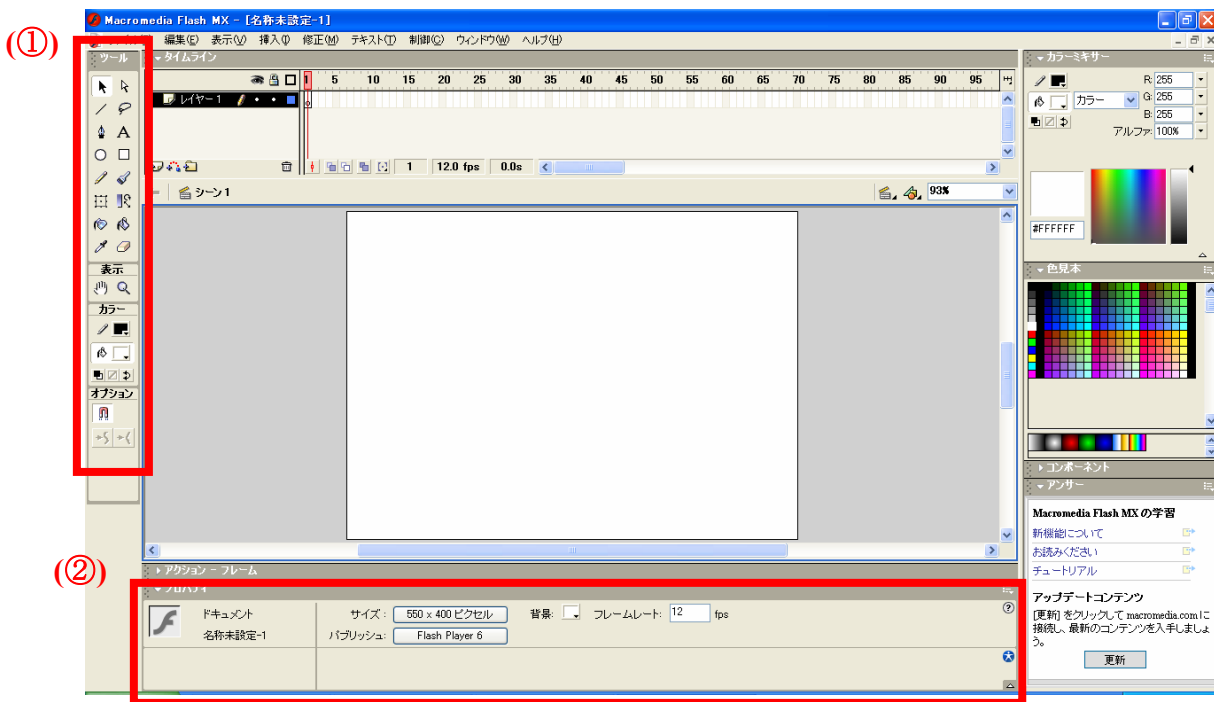 Macromedia Flash MX - [名称未設定-1]
(①)
編集(E) 表示(V) 挿入(I) 修正(M) テキスト(T) 制御(C) ウィンドウ(W) ヘルプ(H)
ツール
タイムライン
1 5 10 15 20 25 30 35 40 45 50 55 60 65 70 75 80 85 90 95
レイヤー 1
1 12.0 fps 0.0s
シーン 1
93%
表示
カラー
オプション
カラーミキサー
R: 255
カラー
G: 255
B: 255
アルファ: 100%
#FFFFFF
色見本
コンポーネント
アンサー
Macromedia Flash MX の学習
新機能について
お読みください
チュートリアル
アップデートコンテンツ
[更新] をクリックして macromedia.com に
接続し、最新のコンテンツを入手しましょ
う。
更新
(②)
アクション - フレーム
プロパティ
ドキュメント
名称未設定-1
サイズ: 550 x 400 ピクセル 背景: フレームレート: 12 fps
パブリッシュ: Flash Player 6